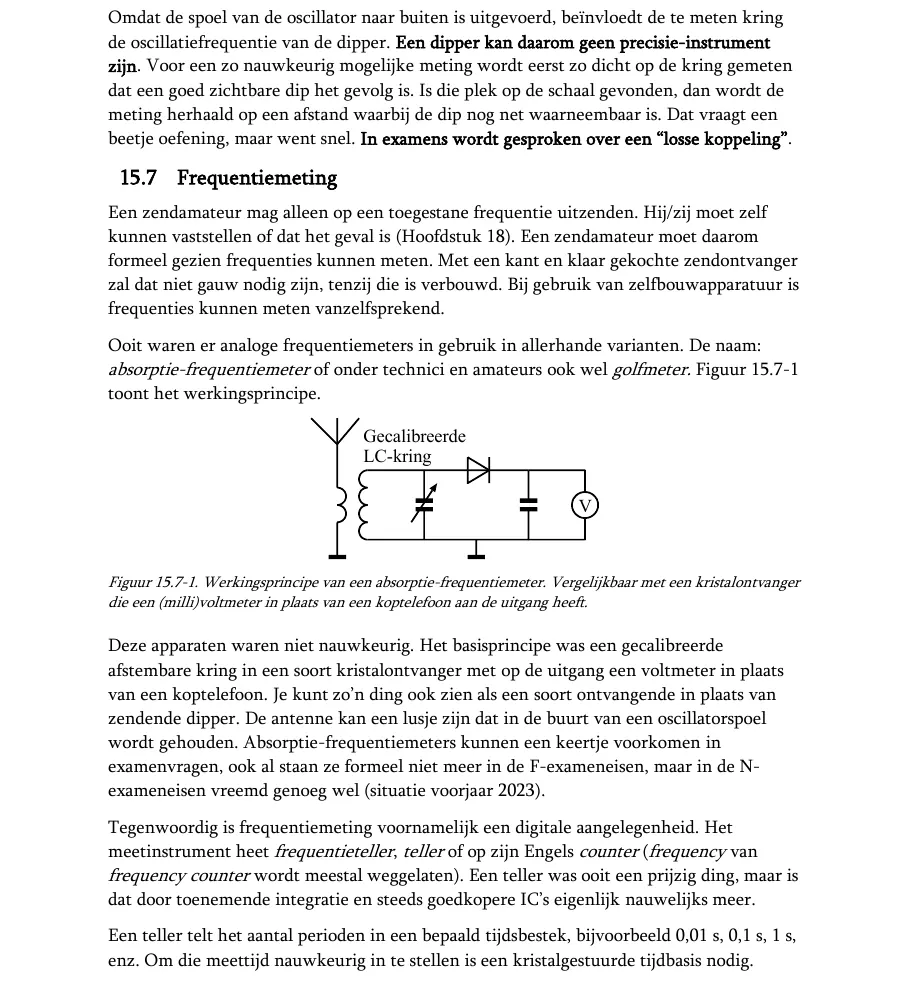 Omdat de spoel van de oscillator naar buiten is uitgevoerd, beïnvloedt de te meten kring
de oscillatiefrequentie van de dipper. Een dipper kan daarom geen precisie-instrument
zijn. Voor een zo nauwkeurig mogelijke meting wordt eerst zo dicht op de kring gemeten
dat een goed zichtbare dip het gevolg is. Is die plek op de schaal gevonden, dan wordt de
meting herhaald op een afstand waarbij de dip nog net waarneembaar is. Dat vraagt een
beetje oefening, maar went snel. In examens wordt gesproken over een “losse koppeling”.
15.7 Frequentiemeting
Een zendamateur mag alleen op een toegestane frequentie uitzenden. Hij/zij moet zelf
kunnen vaststellen of dat het geval is (Hoofdstuk 18). Een zendamateur moet daarom
formeel gezien frequenties kunnen meten. Met een kant en klaar gekochte zendontvanger
zal dat niet gauw nodig zijn, tenzij die is verbouwd. Bij gebruik van zelfbouwapparatuur is
frequenties kunnen meten vanzelfsprekend.
Ooit waren er analoge frequentiemeters in gebruik in allerhande varianten. De naam:
absorptie-frequentiemeter of onder technici en amateurs ook wel golfmeter. Figuur 15.7-1
toont het werkingsprincipe.
Gecalibreerde
LC-kring
V
Figuur 15.7-1. Werkingsprincipe van een absorptie-frequentiemeter. Vergelijkbaar met een kristalontvanger
die een (milli)voltmeter in plaats van een koptelefoon aan de uitgang heeft.
Deze apparaten waren niet nauwkeurig. Het basisprincipe was een gecalibreerde
afstembare kring in een soort kristalontvanger met op de uitgang een voltmeter in plaats
van een koptelefoon. Je kunt zo’n ding ook zien als een soort ontvangende in plaats van
zendende dipper. De antenne kan een lusje zijn dat in de buurt van een oscillatorspoel
wordt gehouden. Absorptie-frequentiemeters kunnen een keertje voorkomen in
examenvragen, ook al staan ze formeel niet meer in de F-exameneisen, maar in de N-
exameneisen vreemd genoeg wel (situatie voorjaar 2023).
Tegenwoordig is frequentiemeting voornamelijk een digitale aangelegenheid. Het
meetinstrument heet frequentieteller, teller of op zijn Engels counter (frequency van
frequency counter wordt meestal weggelaten). Een teller was ooit een prijzig ding, maar is
dat door toenemende integratie en steeds goedkopere IC’s eigenlijk nauwelijks meer.
Een teller telt het aantal perioden in een bepaald tijdsbestek, bijvoorbeeld 0,01 s, 0,1 s, 1 s,
enz. Om die meettijd nauwkeurig in te stellen is een kristalgestuurde tijdbasis nodig.